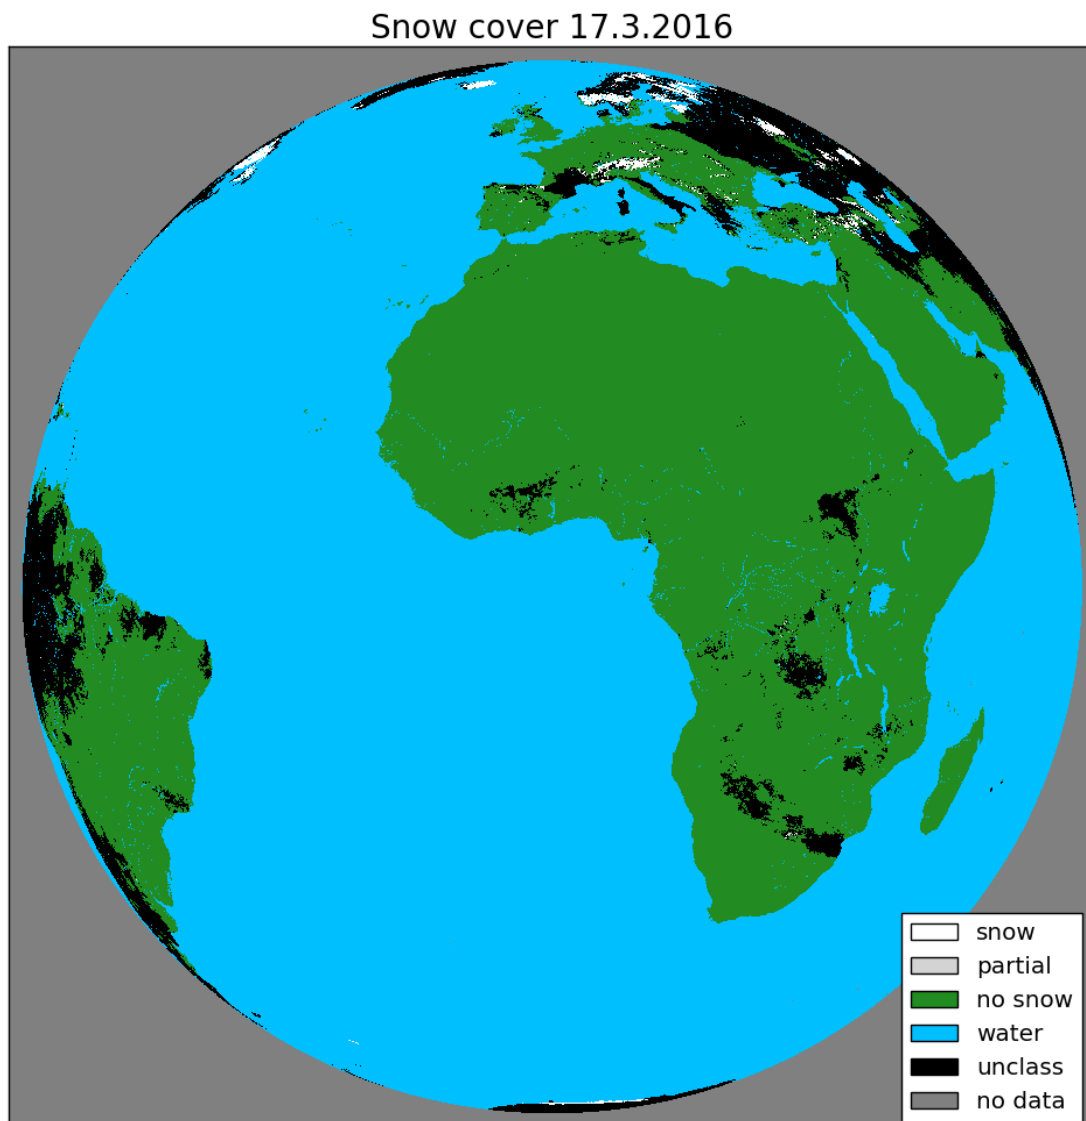 Snow cover 17.3.2016
snow
partial
no snow
water
unclass
no data